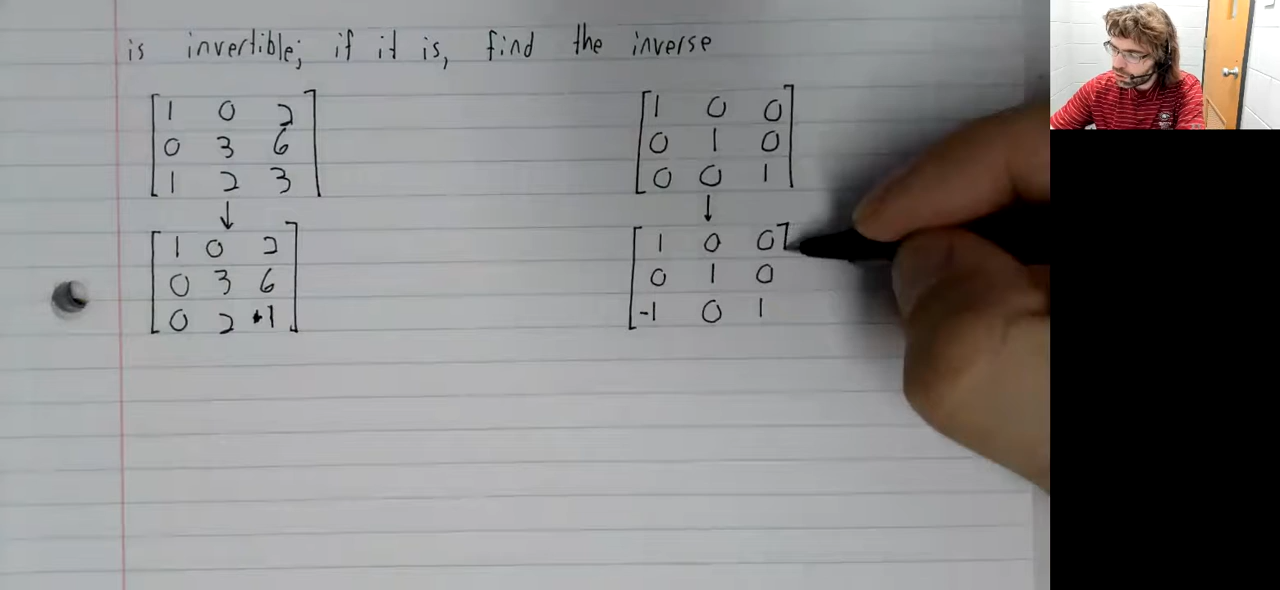 is invertible; if it is, find the inverse
1 0 2 1 0 0
0 3 6 0 1 0
1 2 3 0 0 1
↓ ↓
1 0 2 1 0 0
0 3 6 0 1 0
0 2 1 -1 0 1